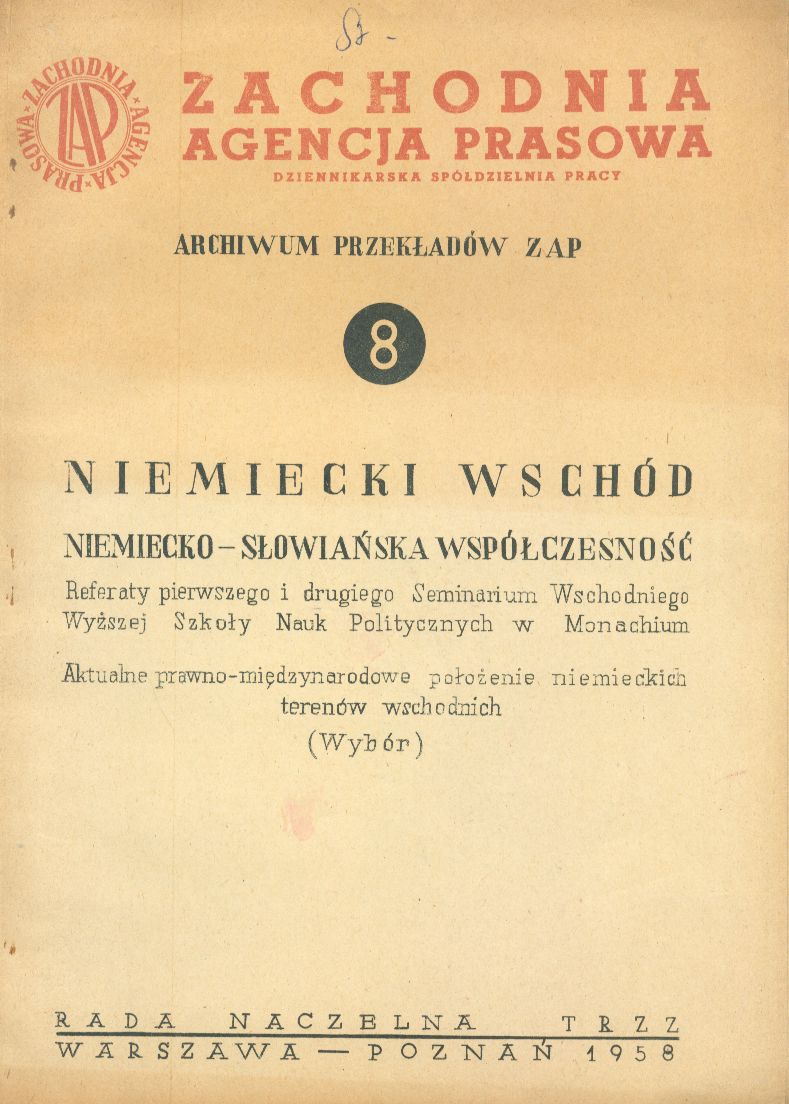 ZACHODNIA * AGENCJA * PRASOWA *
ZAP
ZACHODNIA
AGENCJA PRASOWA
DZIENNIKARSKA SPÓŁDZIELNIA PRACY
ARCHIWUM PRZEKŁADÓW ZAP
8
NIEMIECKI WSCHÓD
NIEMIECKO-SŁOWIAŃSKA WSPÓŁCZESNOŚĆ
Referaty pierwszego i drugiego Seminarium Wschodniego
Wyższej Szkoły Nauk Politycznych w Monachium
Aktualne prawno-międzynarodowe położenie niemieckich
terenów wschodnich
(Wybór)
RADA NACZELNA TRZZ
WARSZAWA — POZNAŃ 1958